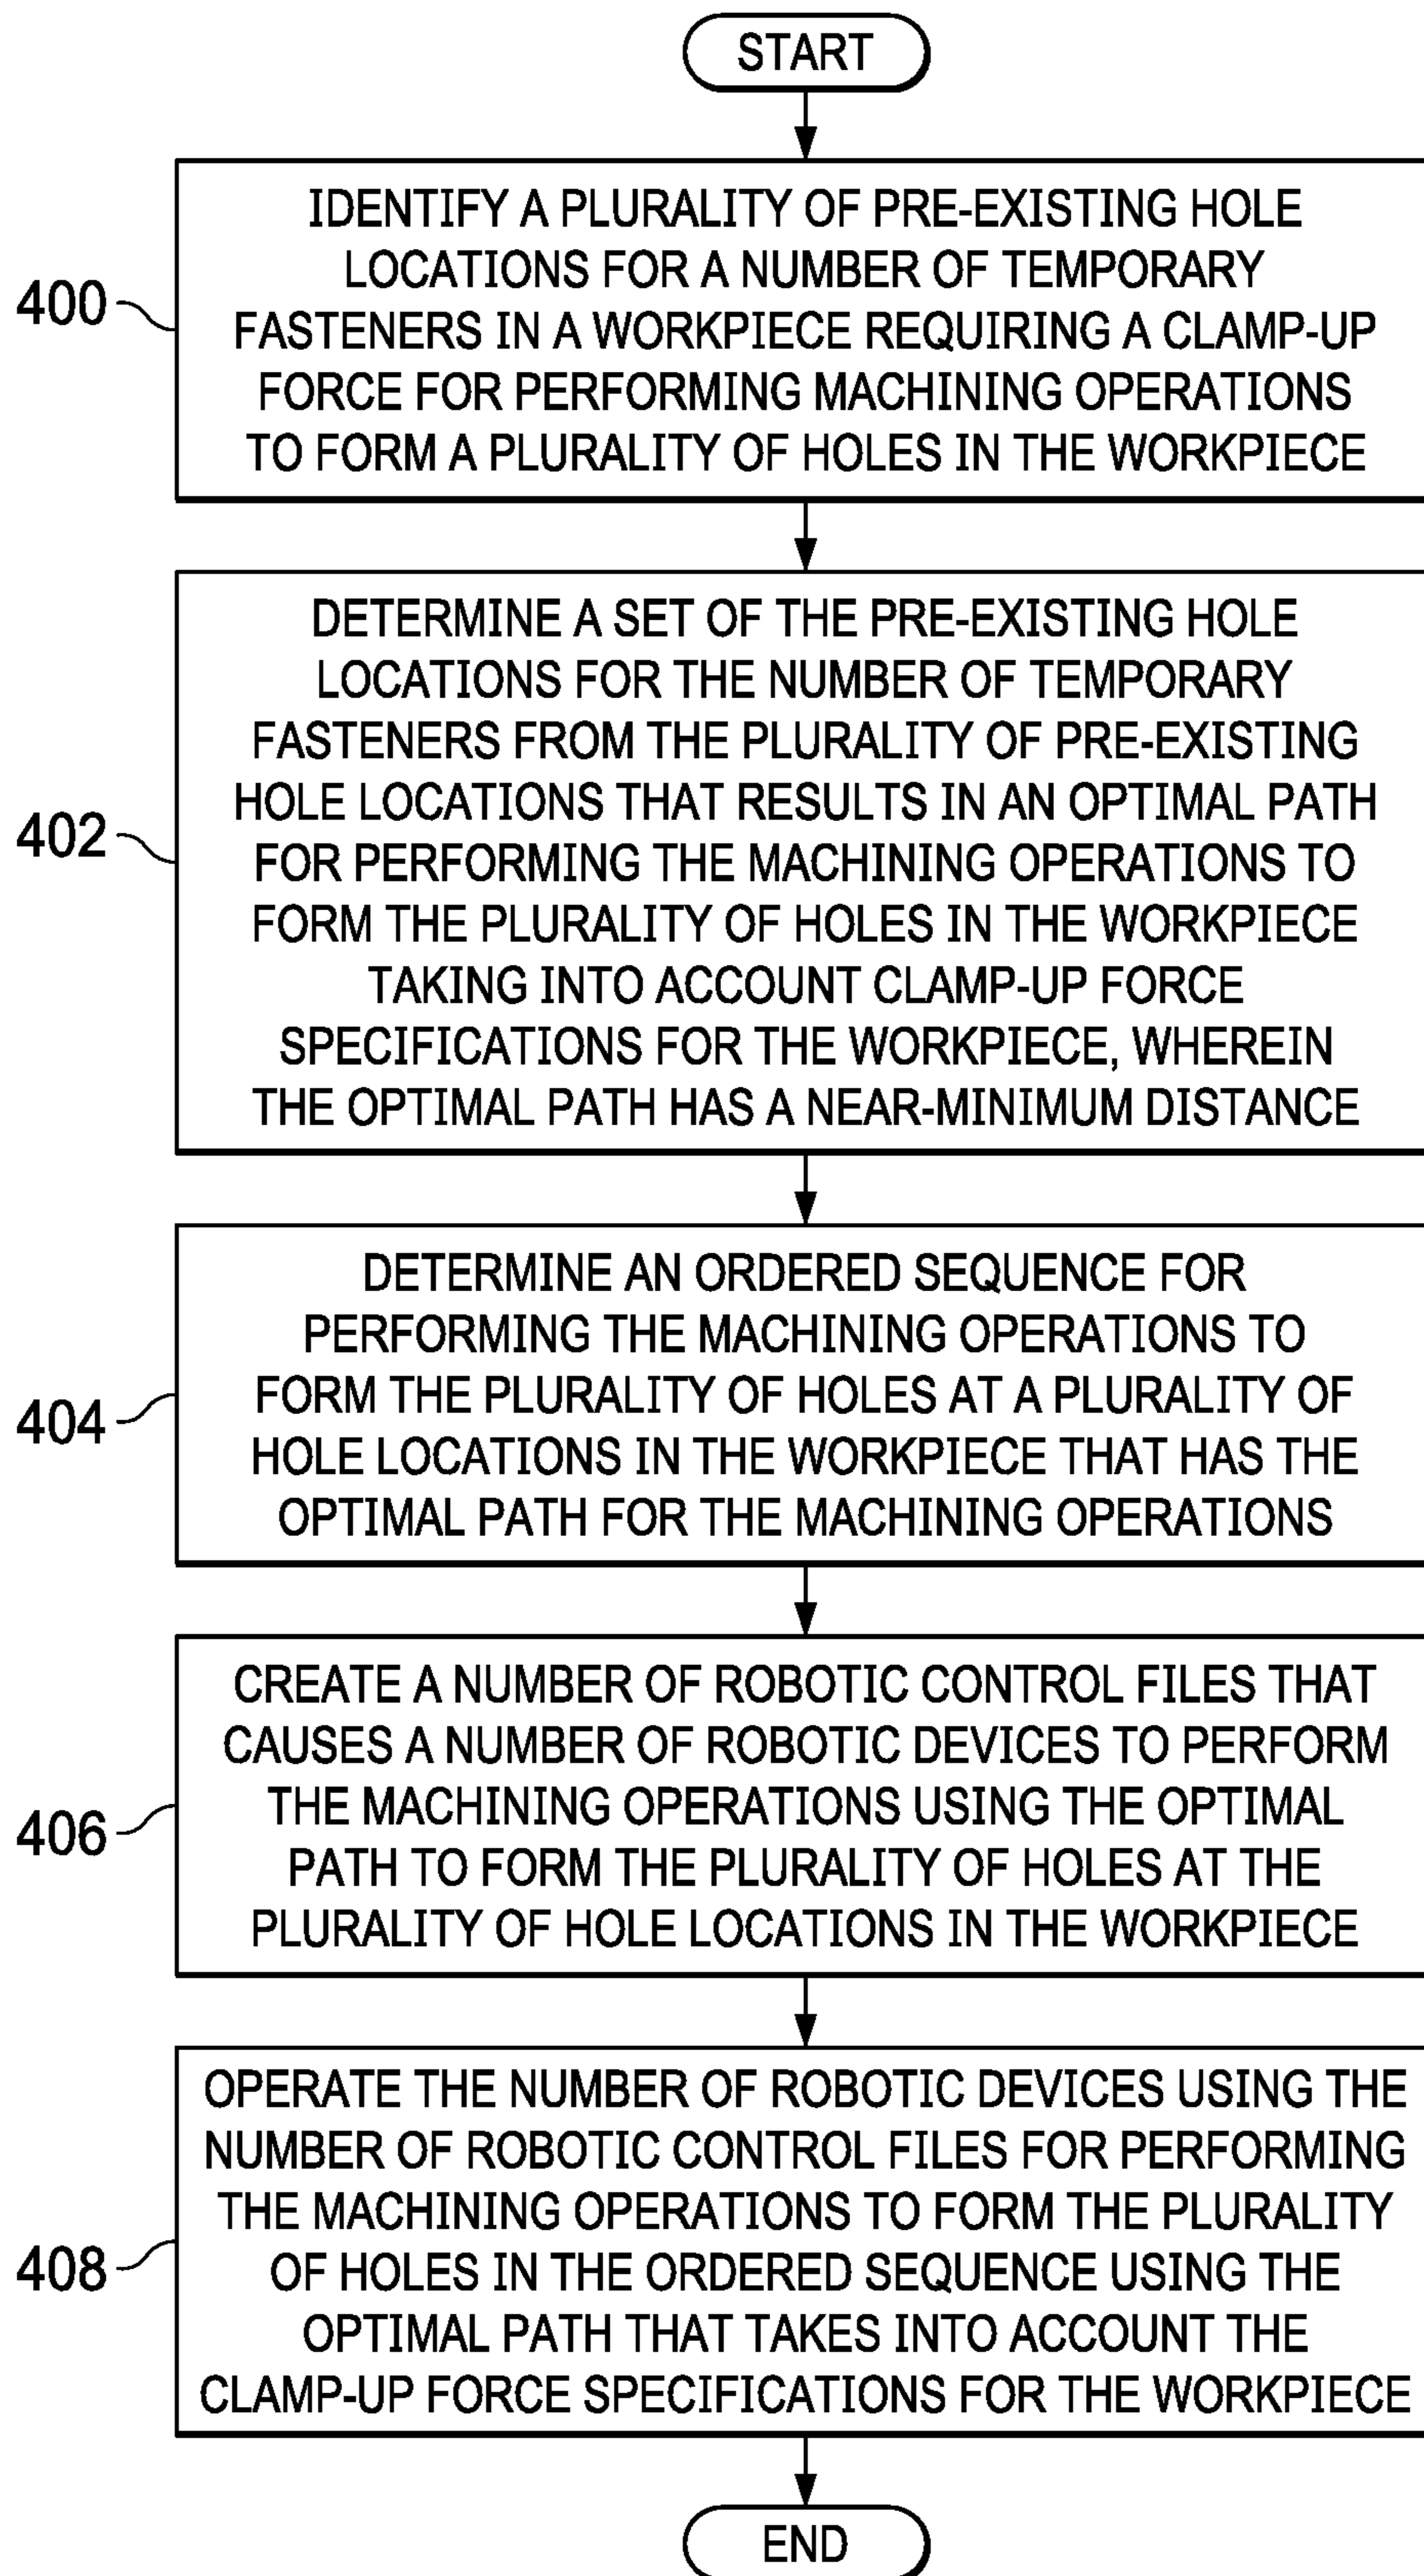 START
IDENTIFY A PLURALITY OF PRE-EXISTING HOLE
LOCATIONS FOR A NUMBER OF TEMPORARY
FASTENERS IN A WORKPIECE REQUIRING A CLAMP-UP
FORCE FOR PERFORMING MACHINING OPERATIONS
TO FORM A PLURALITY OF HOLES IN THE WORKPIECE
400
DETERMINE A SET OF THE PRE-EXISTING HOLE
LOCATIONS FOR THE NUMBER OF TEMPORARY
FASTENERS FROM THE PLURALITY OF PRE-EXISTING
HOLE LOCATIONS THAT RESULTS IN AN OPTIMAL PATH
FOR PERFORMING THE MACHINING OPERATIONS TO
FORM THE PLURALITY OF HOLES IN THE WORKPIECE
TAKING INTO ACCOUNT CLAMP-UP FORCE
SPECIFICATIONS FOR THE WORKPIECE, WHEREIN
THE OPTIMAL PATH HAS A NEAR-MINIMUM DISTANCE
402
DETERMINE AN ORDERED SEQUENCE FOR
PERFORMING THE MACHINING OPERATIONS TO
FORM THE PLURALITY OF HOLES AT A PLURALITY OF
HOLE LOCATIONS IN THE WORKPIECE THAT HAS THE
OPTIMAL PATH FOR THE MACHINING OPERATIONS
404
CREATE A NUMBER OF ROBOTIC CONTROL FILES THAT
CAUSES A NUMBER OF ROBOTIC DEVICES TO PERFORM
THE MACHINING OPERATIONS USING THE OPTIMAL
PATH TO FORM THE PLURALITY OF HOLES AT THE
PLURALITY OF HOLE LOCATIONS IN THE WORKPIECE
406
OPERATE THE NUMBER OF ROBOTIC DEVICES USING THE
NUMBER OF ROBOTIC CONTROL FILES FOR PERFORMING
THE MACHINING OPERATIONS TO FORM THE PLURALITY
OF HOLES IN THE ORDERED SEQUENCE USING THE
OPTIMAL PATH THAT TAKES INTO ACCOUNT THE
CLAMP-UP FORCE SPECIFICATIONS FOR THE WORKPIECE
408
END